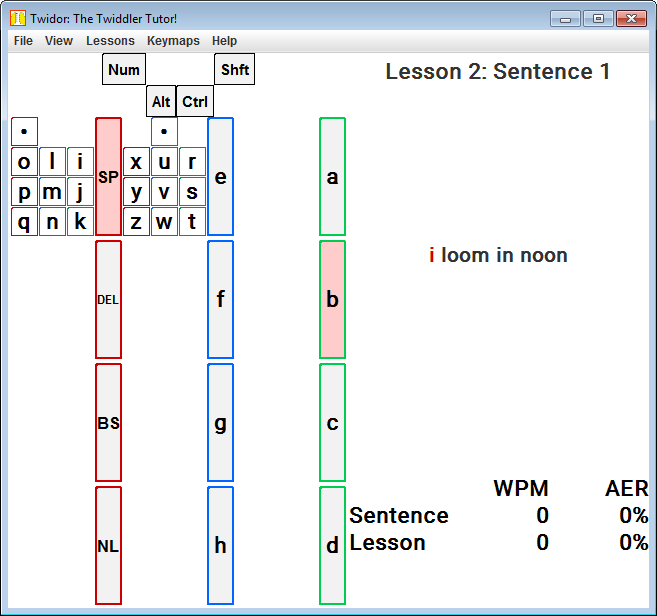 Twidor: The Twiddler Tutor!
File View Lessons Keymaps Help
Num Shft Lesson 2: Sentence 1
Alt Ctrl
• •
o l i x u r
SP e a
p m j y v s
q n k z w t
i loom in noon
DEL f b
BS g c
WPM AER
Sentence 0 0%
Lesson 0 0%
NL h d